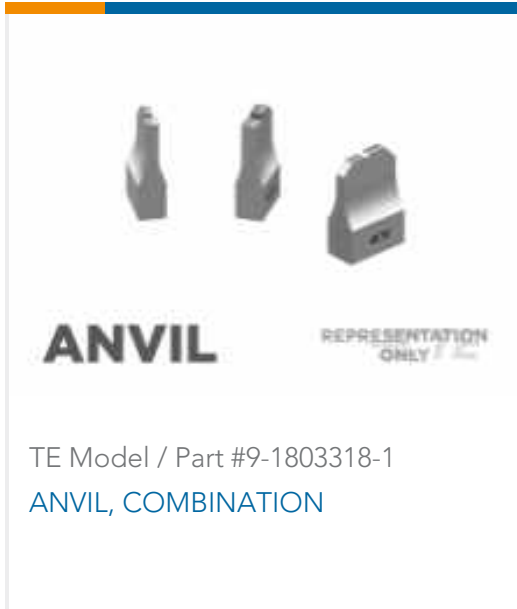 ANVIL
REPRESENTATION
ONLY
TE Model / Part #9-1803318-1
ANVIL, COMBINATION